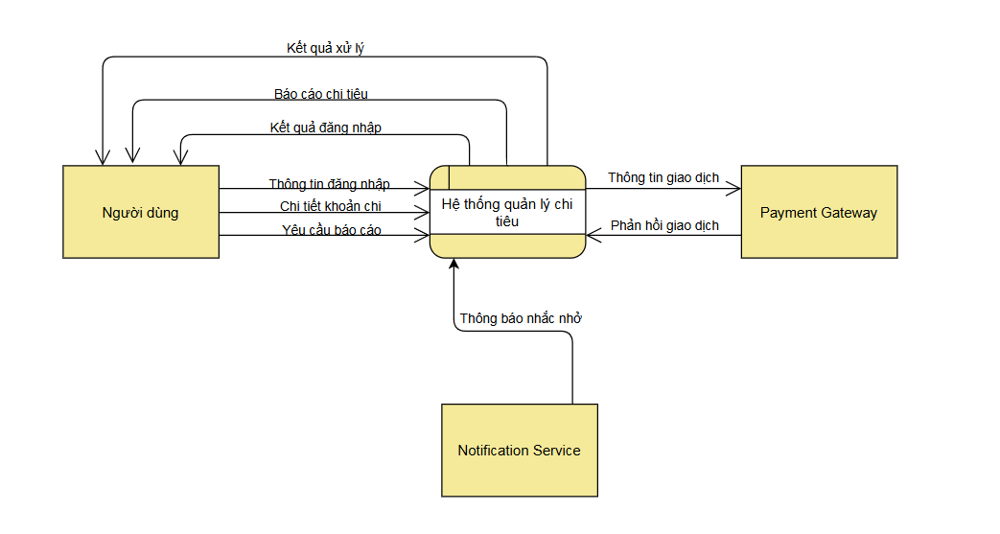 Kết quả xử lý
Báo cáo chi tiêu
Kết quả đăng nhập
Người dùng
Thông tin đăng nhập
Chi tiết khoản chi
Yêu cầu báo cáo
Hệ thống quản lý chi
tiêu
Thông tin giao dịch
Phản hồi giao dịch
Payment Gateway
Thông báo nhắc nhở
Notification Service